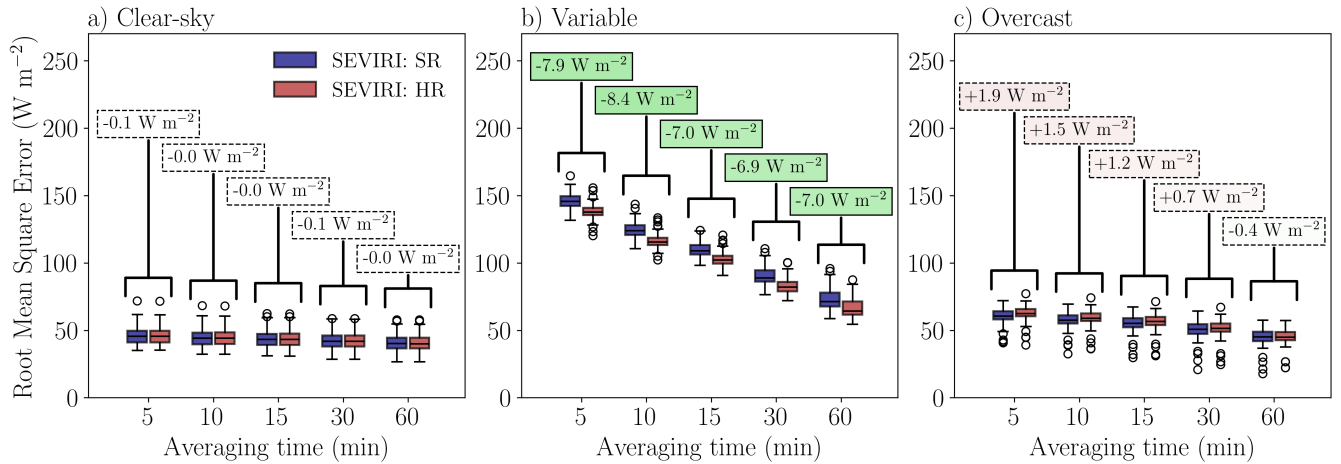 a) Clear-sky
b) Variable
c) Overcast
Root Mean Square Error (W m⁻²)
250
200
150
100
50
0
SEVIRI: SR
SEVIRI: HR
-0.1 W m⁻²
-0.0 W m⁻²
-0.0 W m⁻²
-0.1 W m⁻²
-0.0 W m⁻²
5 10 15 30 60
Averaging time (min)
250
200
150
100
50
0
-7.9 W m⁻²
-8.4 W m⁻²
-7.0 W m⁻²
-6.9 W m⁻²
-7.0 W m⁻²
5 10 15 30 60
Averaging time (min)
250
200
150
100
50
0
+1.9 W m⁻²
+1.5 W m⁻²
+1.2 W m⁻²
+0.7 W m⁻²
-0.4 W m⁻²
5 10 15 30 60
Averaging time (min)